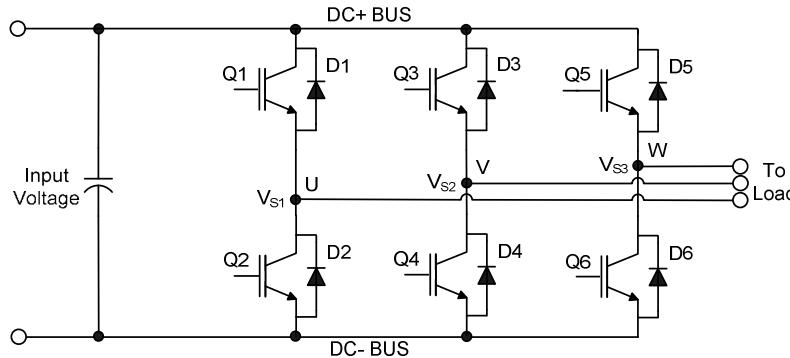 DC+ BUS
Q1
D1
Q3
D3
Q5
D5
Input
Voltage
VS1
U
VS2
V
VS3
W
To
Load
Q2
D2
Q4
D4
Q6
D6
DC- BUS